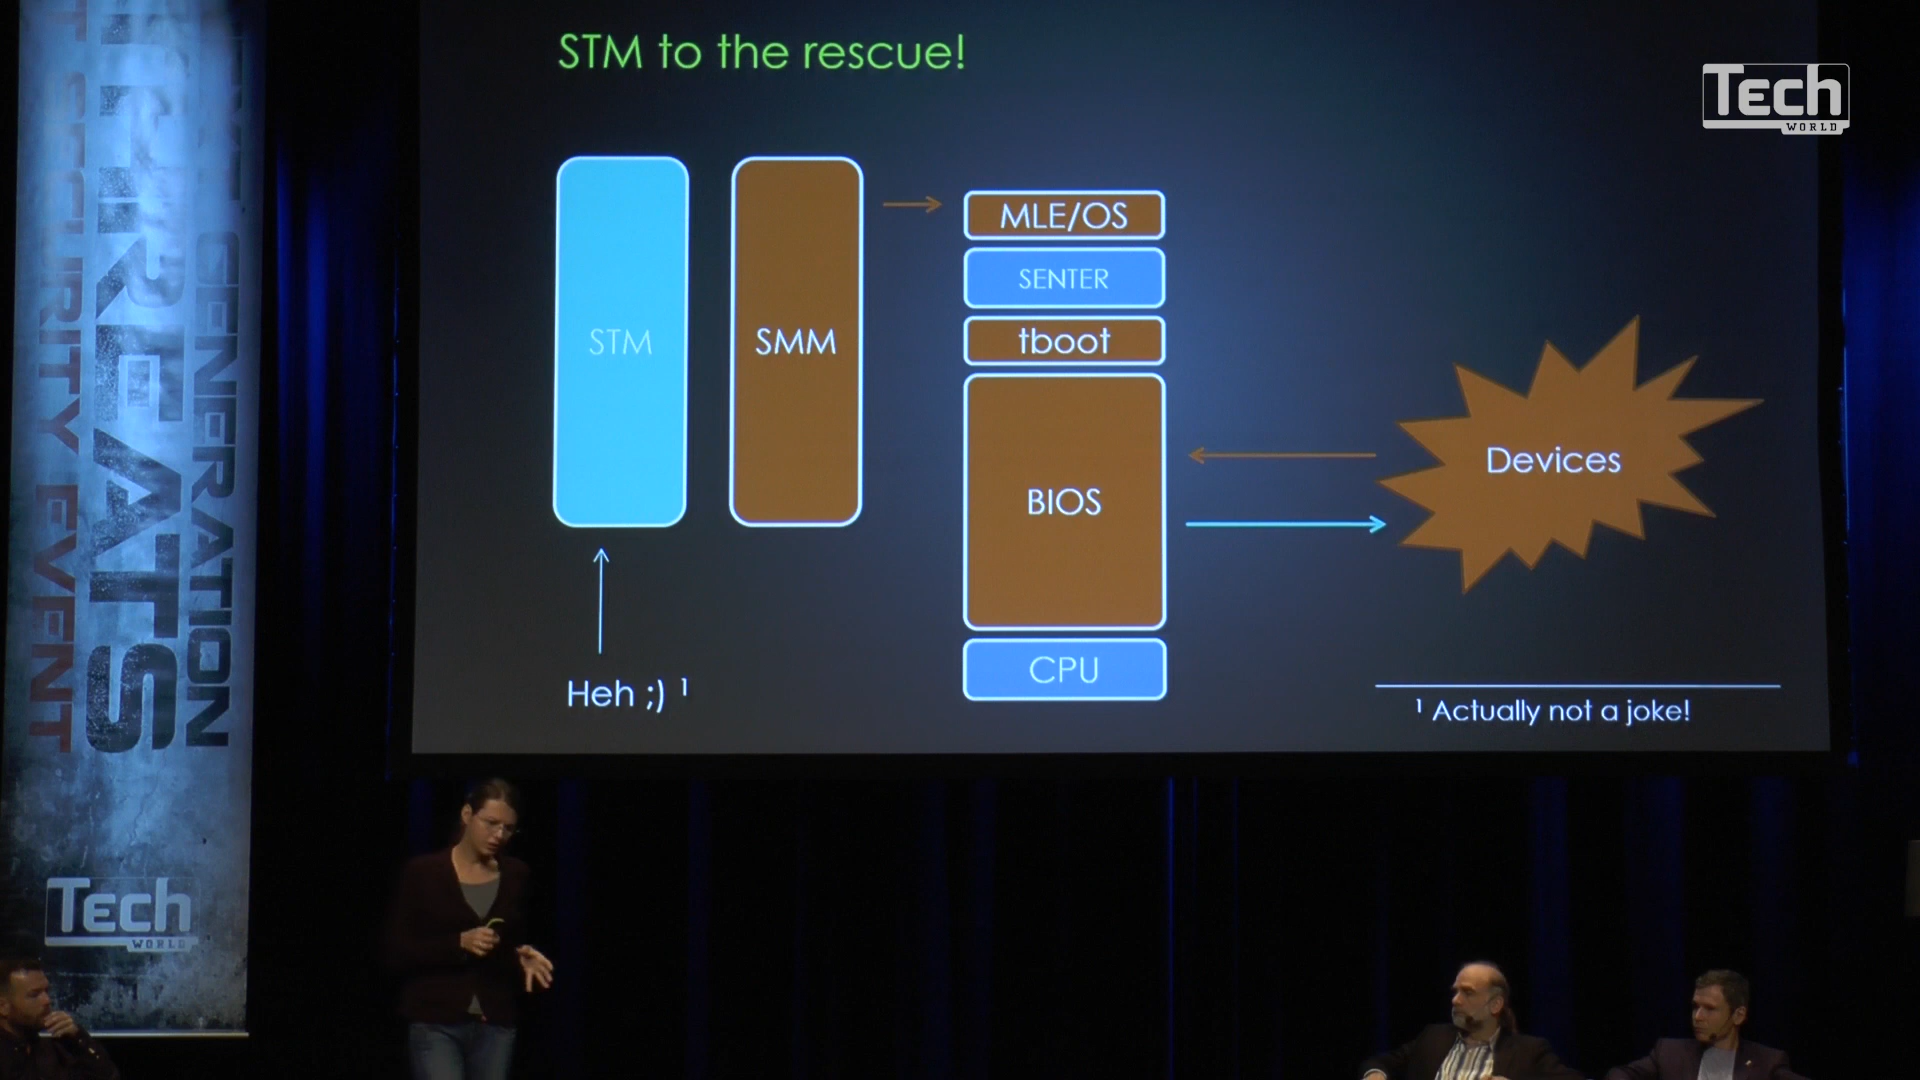 STM to the rescue!
Tech
WORLD
STM
SMM
MLE/OS
SENTER
tboot
BIOS
CPU
Devices
Heh ;) ¹
¹ Actually not a joke!
THREATS
GENERATION
SECURITY EVENT
Tech
WORLD